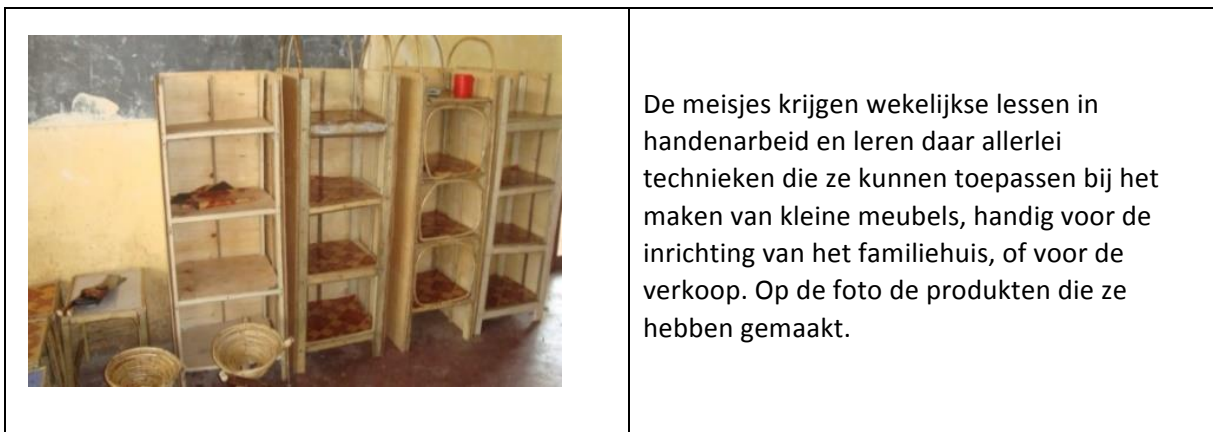 De meisjes krijgen wekelijkse lessen in
handenarbeid en leren daar allerlei
technieken die ze kunnen toepassen bij het
maken van kleine meubels, handig voor de
inrichting van het familiehuis, of voor de
verkoop. Op de foto de produkten die ze
hebben gemaakt.